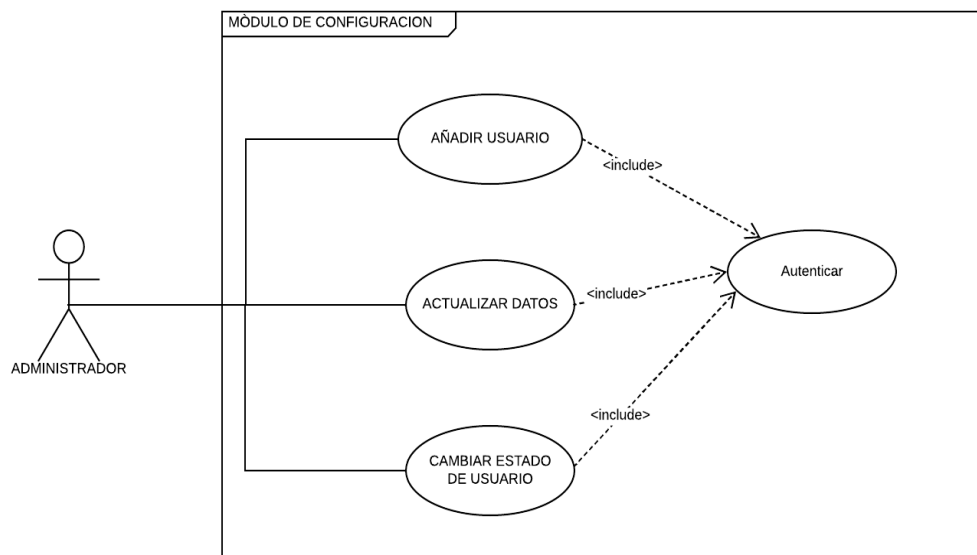 MÒDULO DE CONFIGURACION
AÑADIR USUARIO
<include>
Autenticar
ACTUALIZAR DATOS
<include>
ADMINISTRADOR
<include>
CAMBIAR ESTADO
DE USUARIO